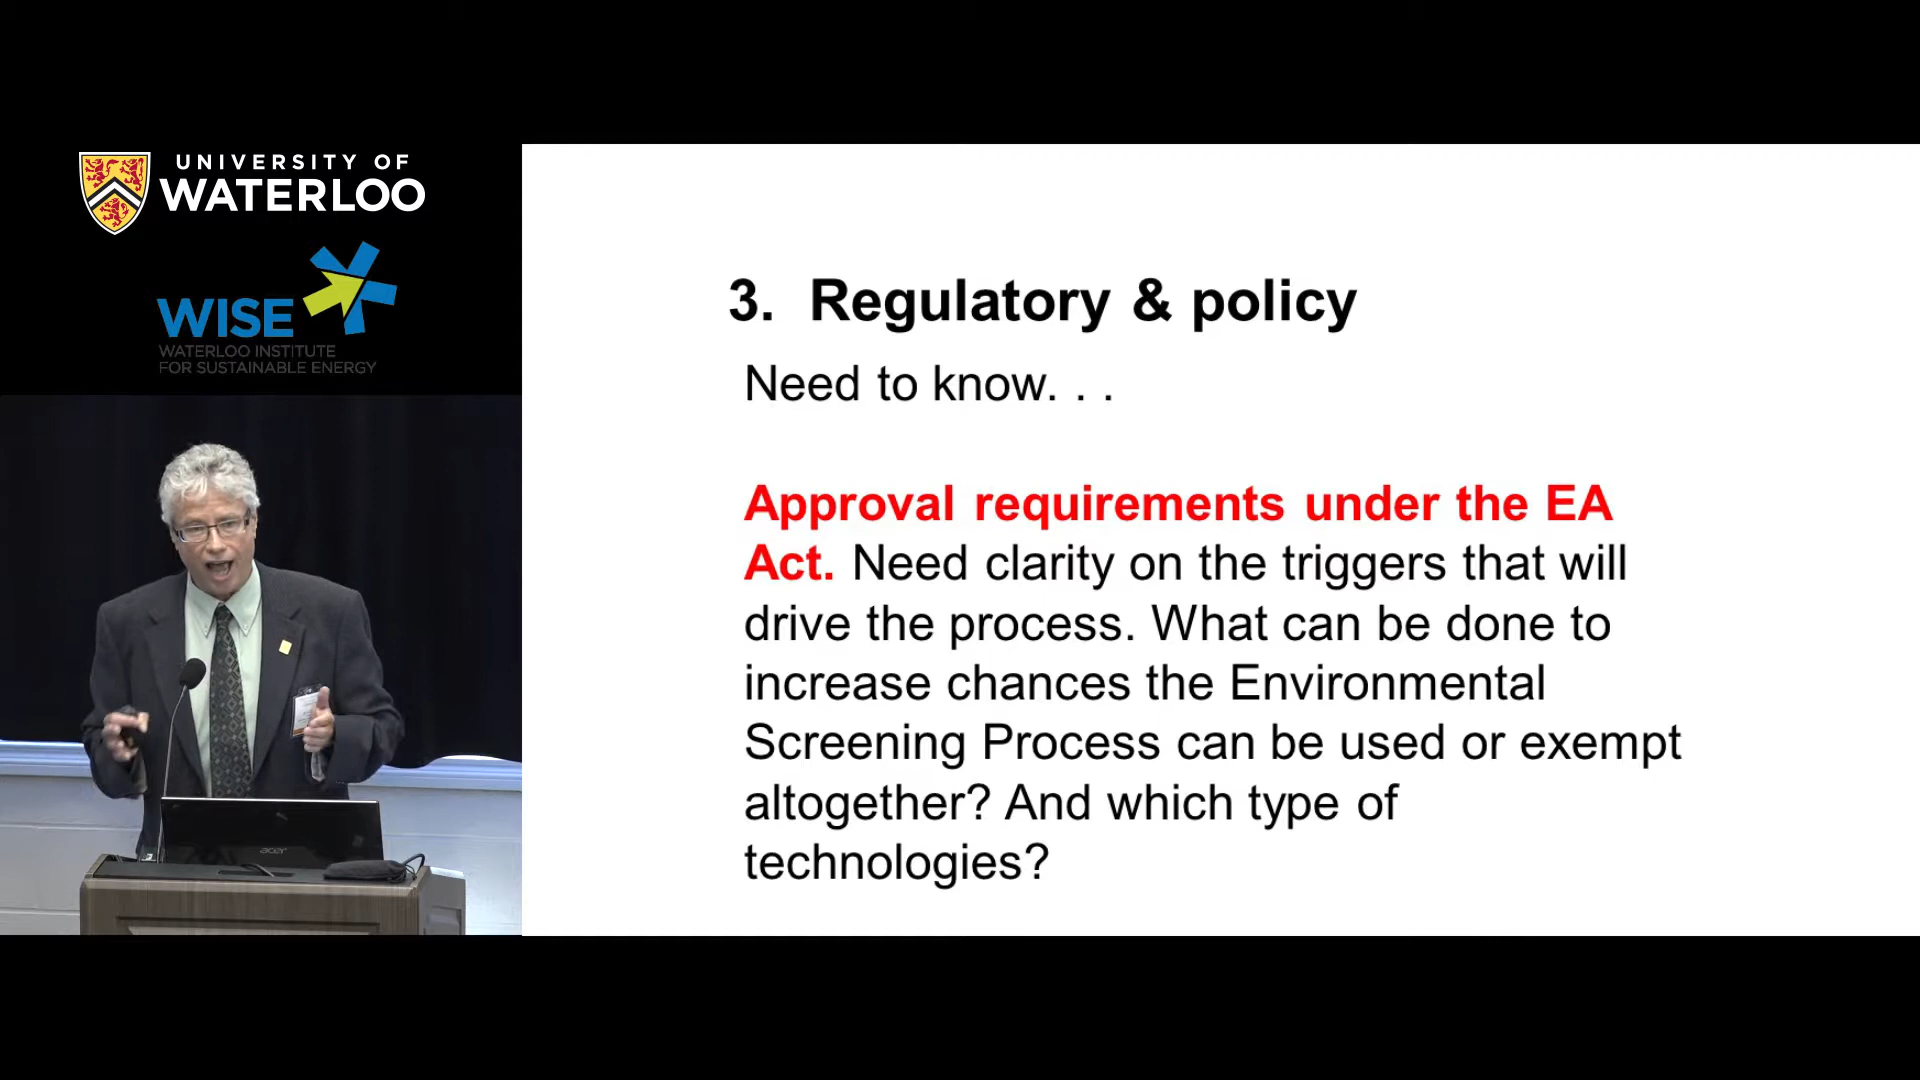 UNIVERSITY OF
WATERLOO
WISE
WATERLOO INSTITUTE
FOR SUSTAINABLE ENERGY
acer
3. Regulatory & policy
Need to know. . .
Approval requirements under the EA
Act. Need clarity on the triggers that will
drive the process. What can be done to
increase chances the Environmental
Screening Process can be used or exempt
altogether? And which type of
technologies?